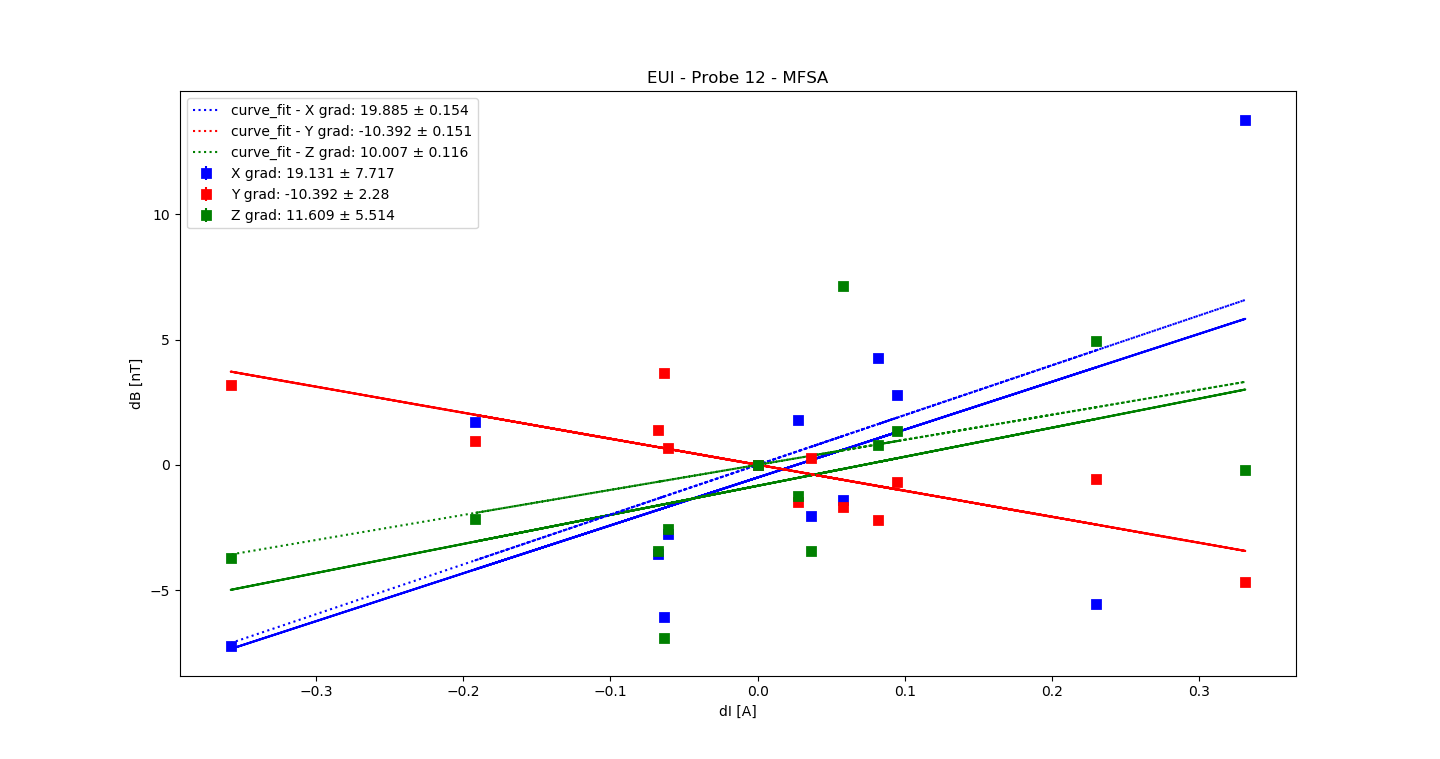 EUI - Probe 12 - MFSA
curve_fit - X grad: 19.885 ± 0.154
curve_fit - Y grad: -10.392 ± 0.151
curve_fit - Z grad: 10.007 ± 0.116
X grad: 19.131 ± 7.717
Y grad: -10.392 ± 2.28
Z grad: 11.609 ± 5.514
10
5
0
−5
dB [nT]
−0.3 −0.2 −0.1 0.0 0.1 0.2 0.3
dI [A]